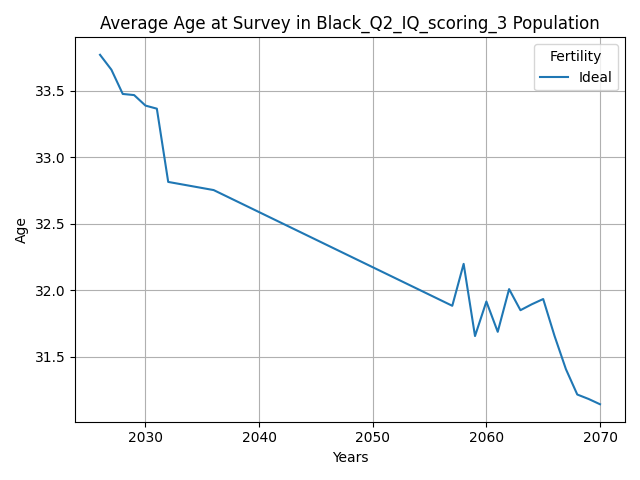 Average Age at Survey in Black_Q2_IQ_scoring_3 Population
Fertility
Ideal
33.5
33.0
32.5
32.0
31.5
Age
2030 2040 2050 2060 2070
Years